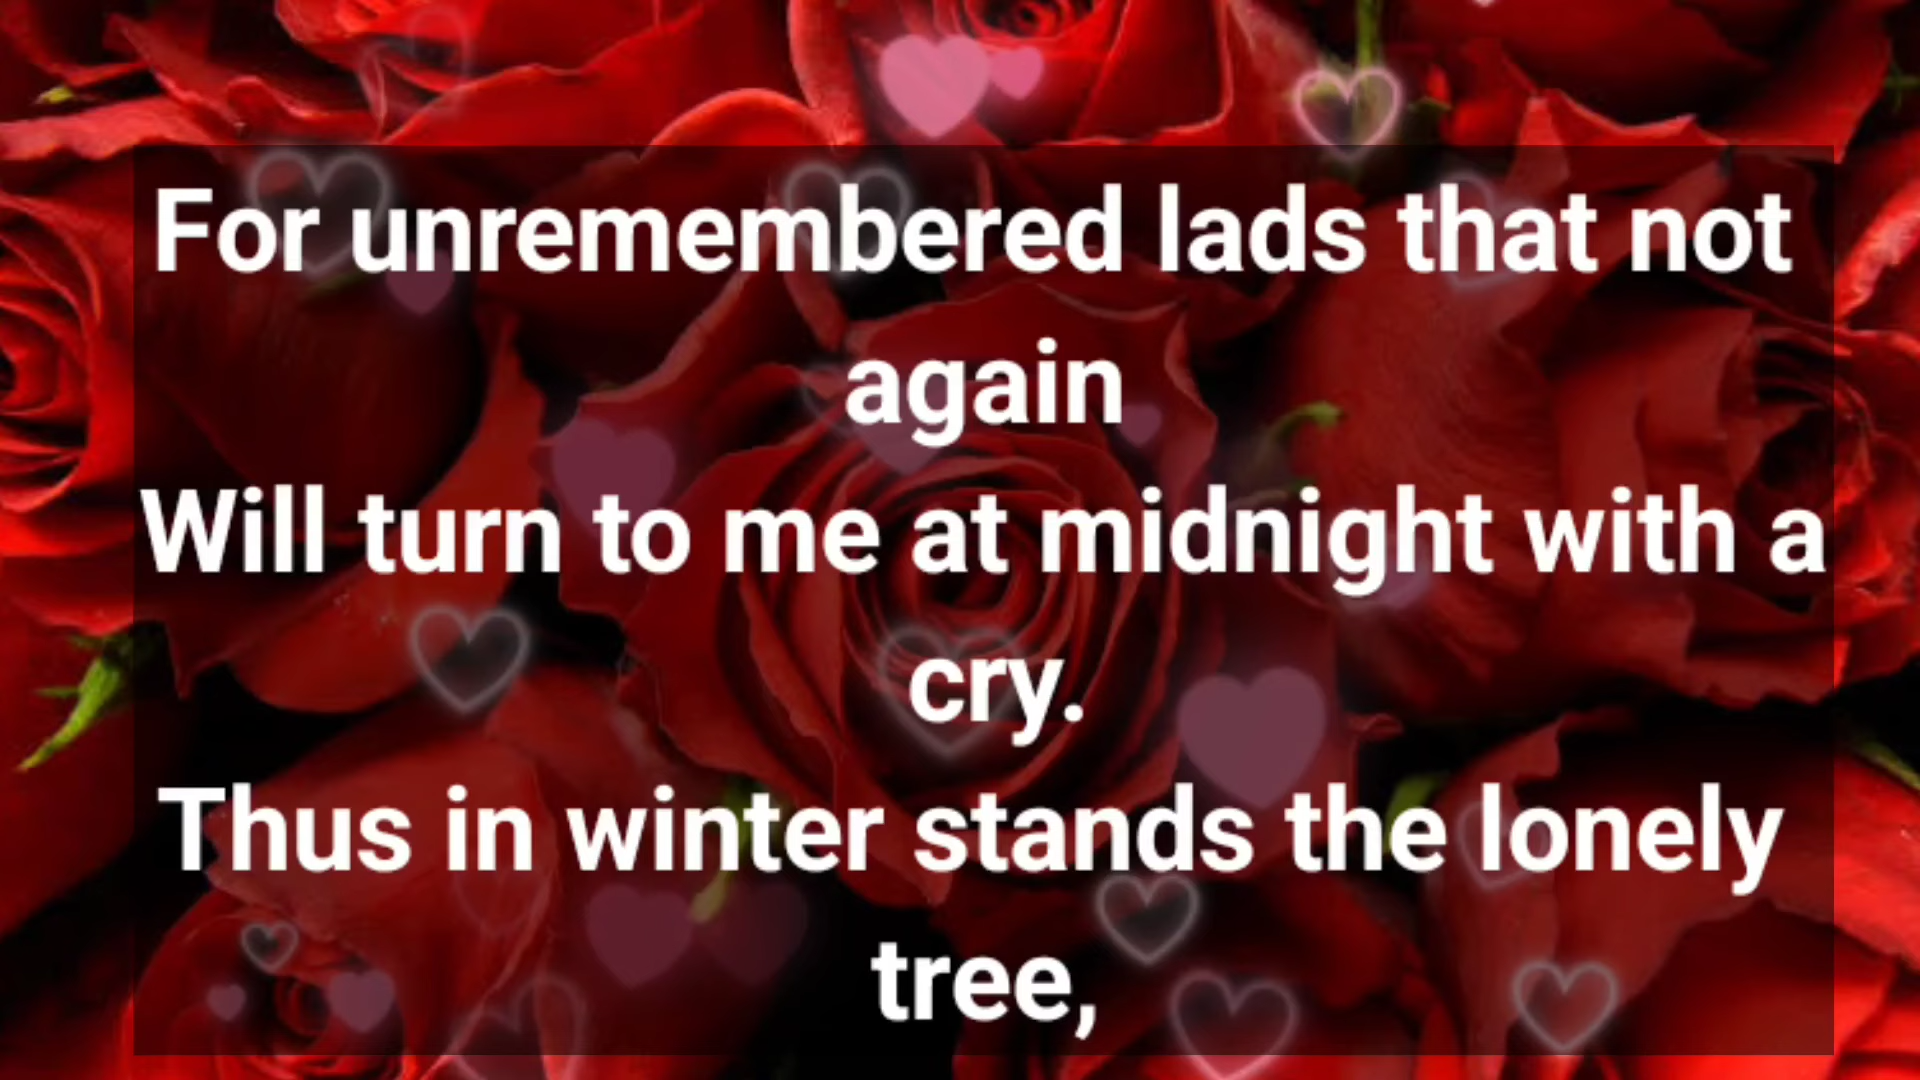 For unremembered lads that not
again
Will turn to me at midnight with a
cry.
Thus in winter stands the lonely
tree,